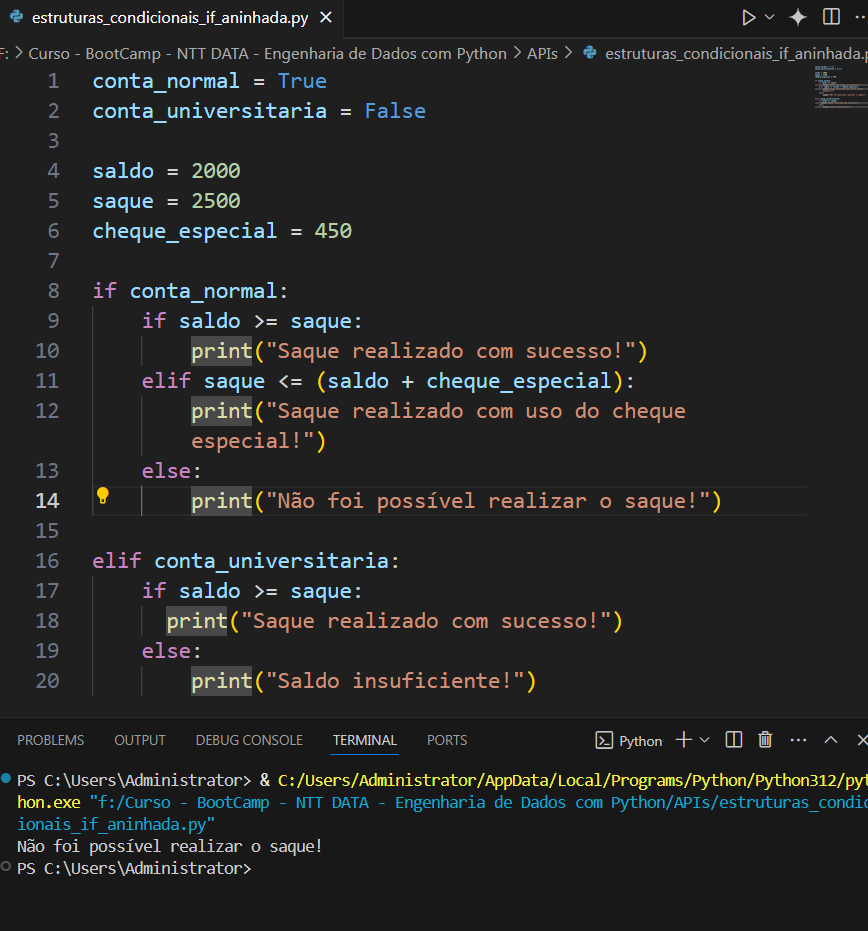 estruturas_condicionais_if_aninhada.py
F: > Curso - BootCamp - NTT DATA - Engenharia de Dados com Python > APIs > estruturas_condicionais_if_aninhada.p
1 conta_normal = True
2 conta_universitaria = False
3
4 saldo = 2000
5 saque = 2500
6 cheque_especial = 450
7
8 if conta_normal:
9     if saldo >= saque:
10         print("Saque realizado com sucesso!")
11     elif saque <= (saldo + cheque_especial):
12         print("Saque realizado com uso do cheque
        especial!")
13     else:
14         print("Não foi possível realizar o saque!")
15
16 elif conta_universitaria:
17     if saldo >= saque:
18       print("Saque realizado com sucesso!")
19     else:
20         print("Saldo insuficiente!")
PROBLEMS OUTPUT DEBUG CONSOLE TERMINAL PORTS Python
PS C:\Users\Administrator> & C:/Users/Administrator/AppData/Local/Programs/Python/Python312/pyt
hon.exe "f:/Curso - BootCamp - NTT DATA - Engenharia de Dados com Python/APIs/estruturas_condic
ionais_if_aninhada.py"
Não foi possível realizar o saque!
PS C:\Users\Administrator>